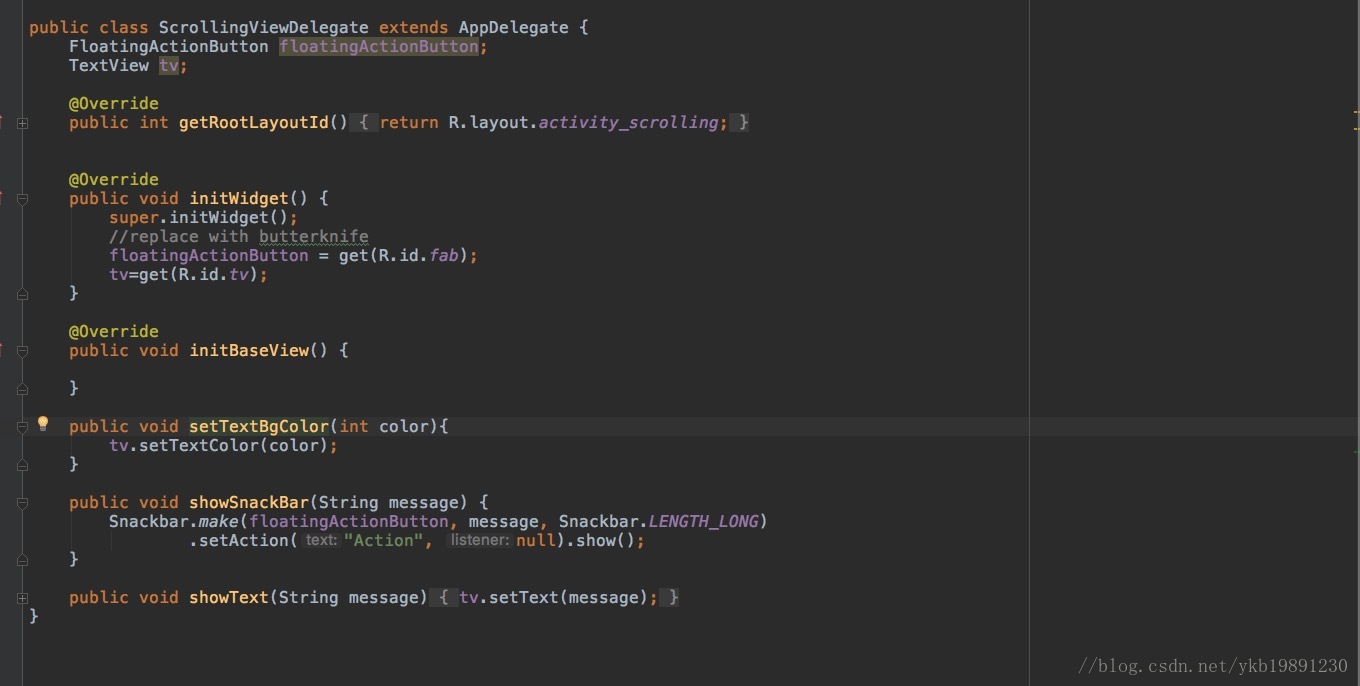 public class ScrollingViewDelegate extends AppDelegate {
    FloatingActionButton floatingActionButton;
    TextView tv;

    @Override
    public int getRootLayoutId() { return R.layout.activity_scrolling; }


    @Override
    public void initWidget() {
        super.initWidget();
        //replace with butterknife
        floatingActionButton = get(R.id.fab);
        tv=get(R.id.tv);
    }

    @Override
    public void initBaseView() {

    }

    public void setTextBgColor(int color){
        tv.setTextColor(color);
    }

    public void showSnackBar(String message) {
        Snackbar.make(floatingActionButton, message, Snackbar.LENGTH_LONG)
                .setAction( text: "Action", listener: null).show();
    }

    public void showText(String message) { tv.setText(message); }
}
//blog.csdn.net/ykb19891230